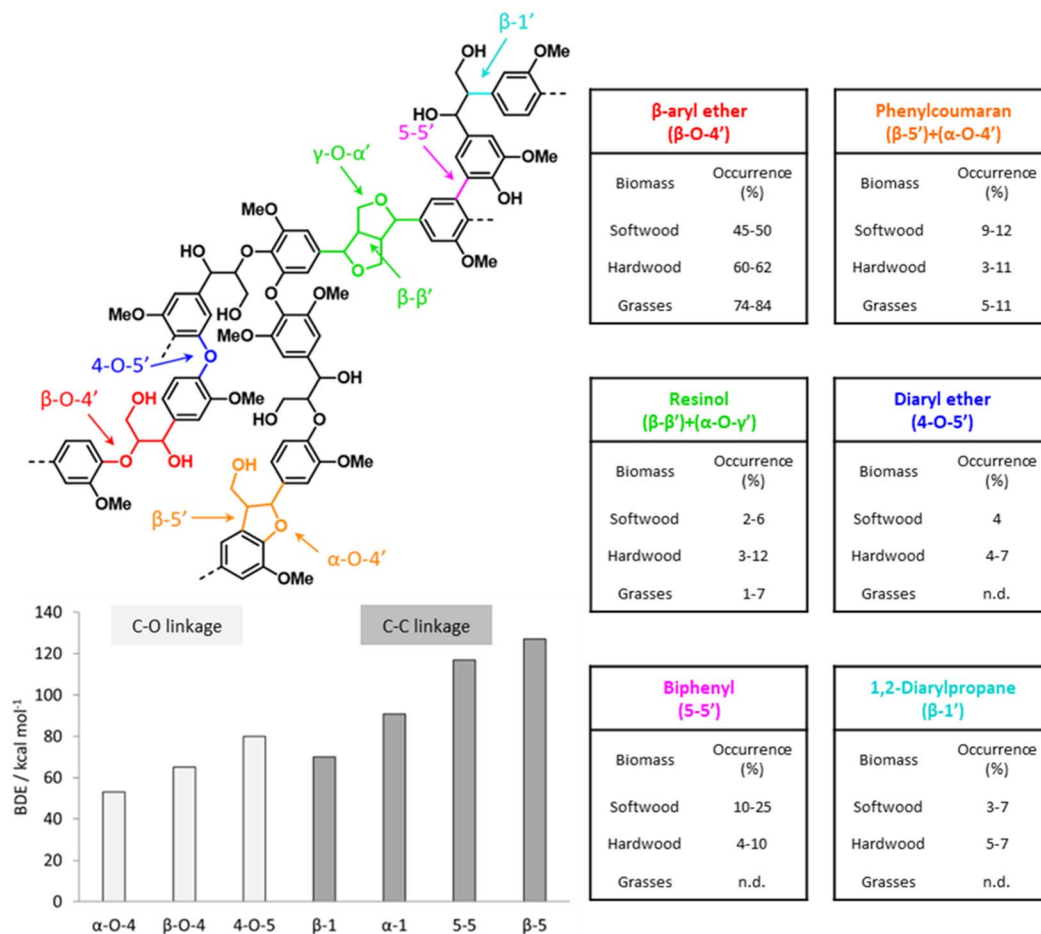 β-1'
OH
OMe
HO
5-5'
OMe
OH
γ-O-α'
O
OMe
O
β-β'
OMe
HO
O
HO
O
OMe
MeO
MeO
O
4-O-5'
OH
HO
O
OMe
β-O-4'
OH
OMe
O
OH
OMe
OH
OMe
β-5'
O
α-O-4'
OMe
β-aryl ether
(β-O-4')
Biomass Occurrence
(%)
Softwood 45-50
Hardwood 60-62
Grasses 74-84
Phenylcoumaran
(β-5')+(α-O-4')
Biomass Occurrence
(%)
Softwood 9-12
Hardwood 3-11
Grasses 5-11
Resinol
(β-β')+(α-O-γ')
Biomass Occurrence
(%)
Softwood 2-6
Hardwood 3-12
Grasses 1-7
Diaryl ether
(4-O-5')
Biomass Occurrence
(%)
Softwood 4
Hardwood 4-7
Grasses n.d.
Biphenyl
(5-5')
Biomass Occurrence
(%)
Softwood 10-25
Hardwood 4-10
Grasses n.d.
1,2-Diarylpropane
(β-1')
Biomass Occurrence
(%)
Softwood 3-7
Hardwood 5-7
Grasses n.d.
BDE / kcal mol⁻¹
140
120
100
80
60
40
20
0
C-O linkage
C-C linkage
α-O-4 β-O-4 4-O-5 β-1 α-1 5-5 β-5